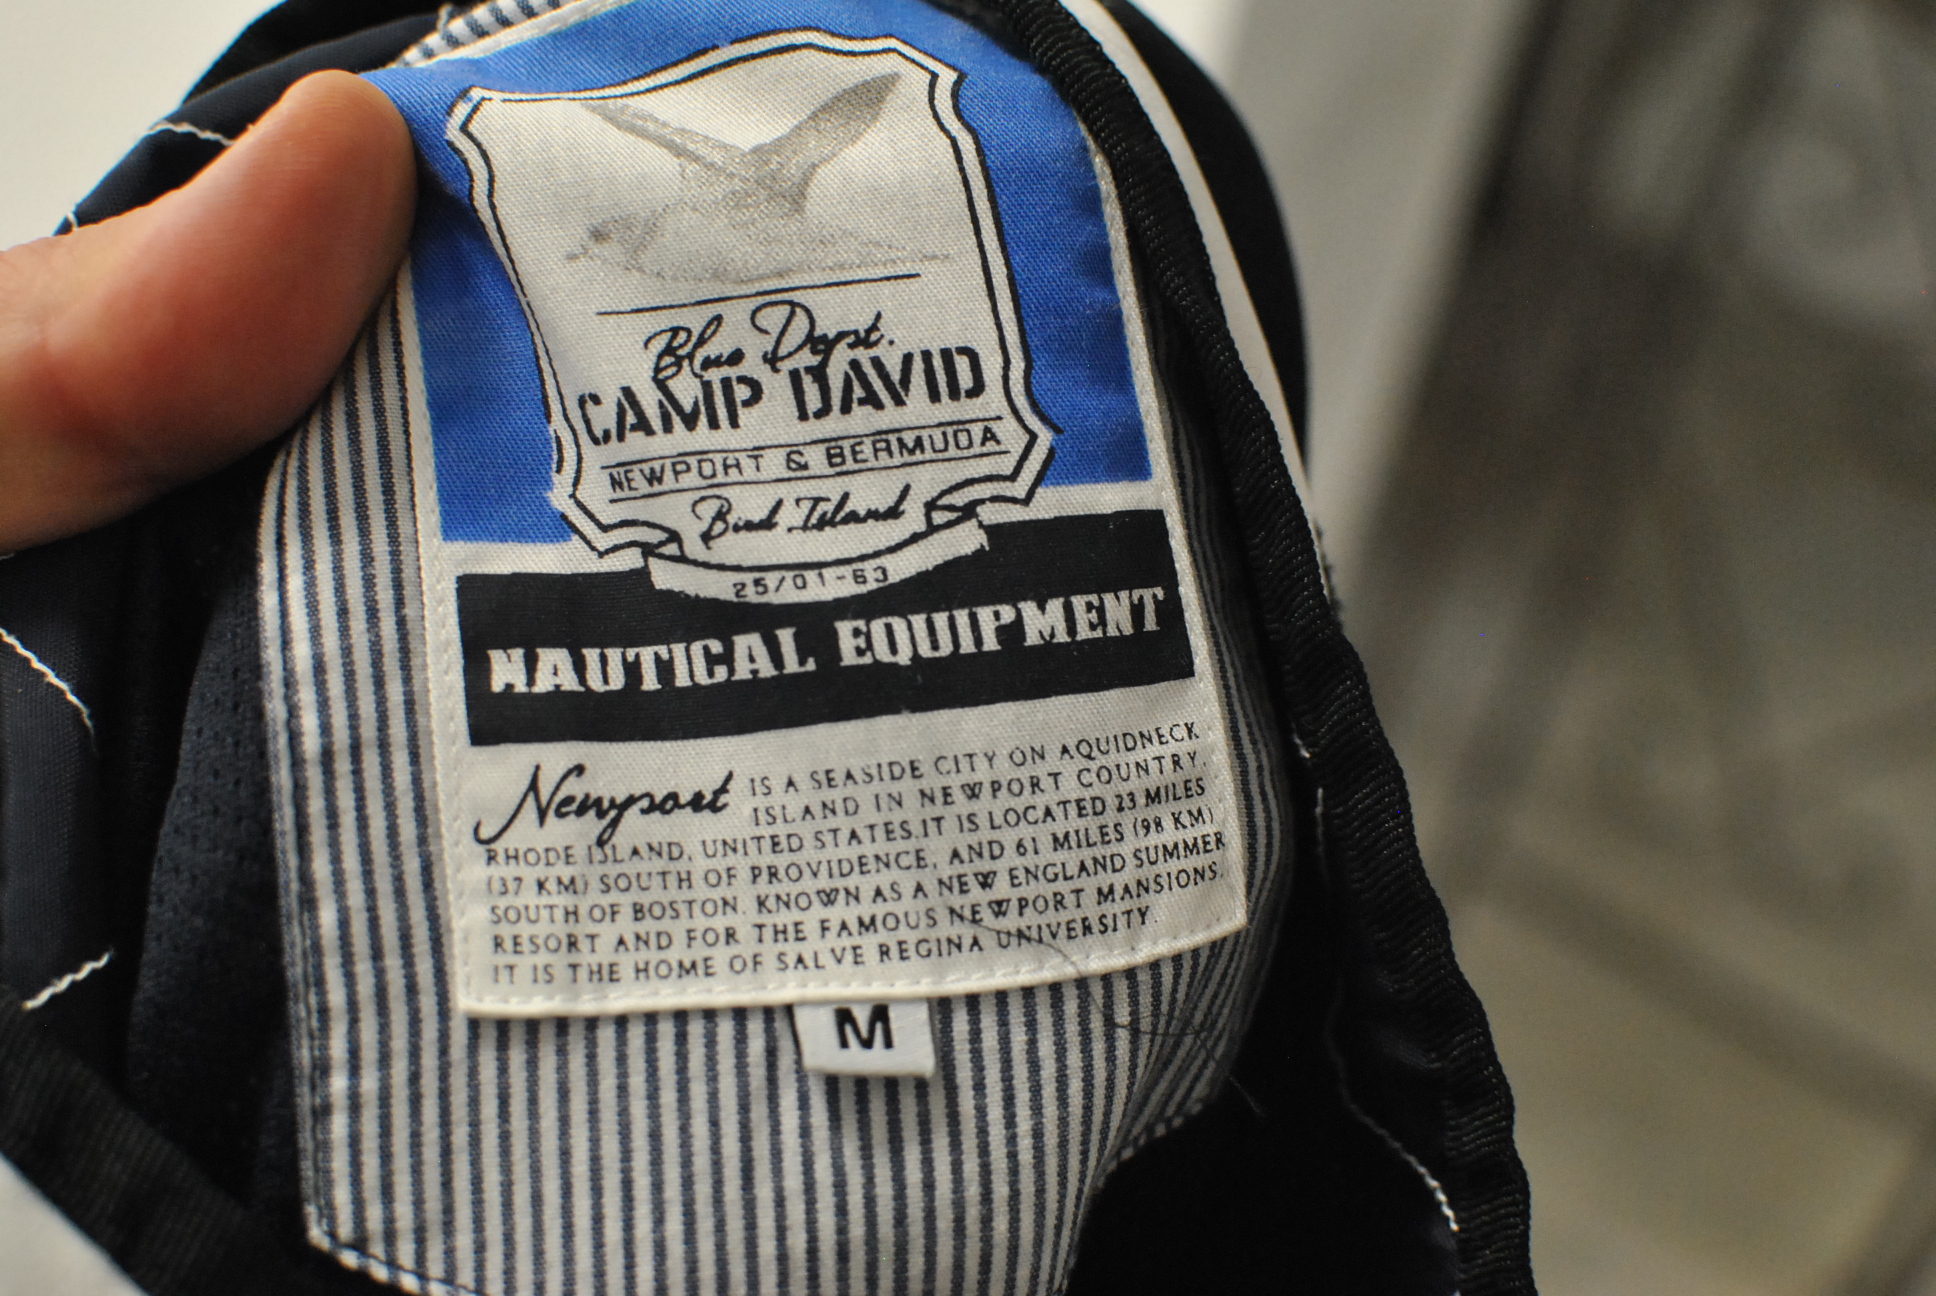 Blue Dept.
CAMP DAVID
NEWPORT & BERMUDA
Bird Island
25/01-63
NAUTICAL EQUIPMENT
Newport IS A SEASIDE CITY ON AQUIDNECK
ISLAND IN NEWPORT COUNTRY,
RHODE ISLAND, UNITED STATES.IT IS LOCATED 23 MILES
(37 KM) SOUTH OF PROVIDENCE, AND 61 MILES (98 KM)
SOUTH OF BOSTON. KNOWN AS A NEW ENGLAND SUMMER
RESORT AND FOR THE FAMOUS NEWPORT MANSIONS.
IT IS THE HOME OF SALVE REGINA UNIVERSITY.
M